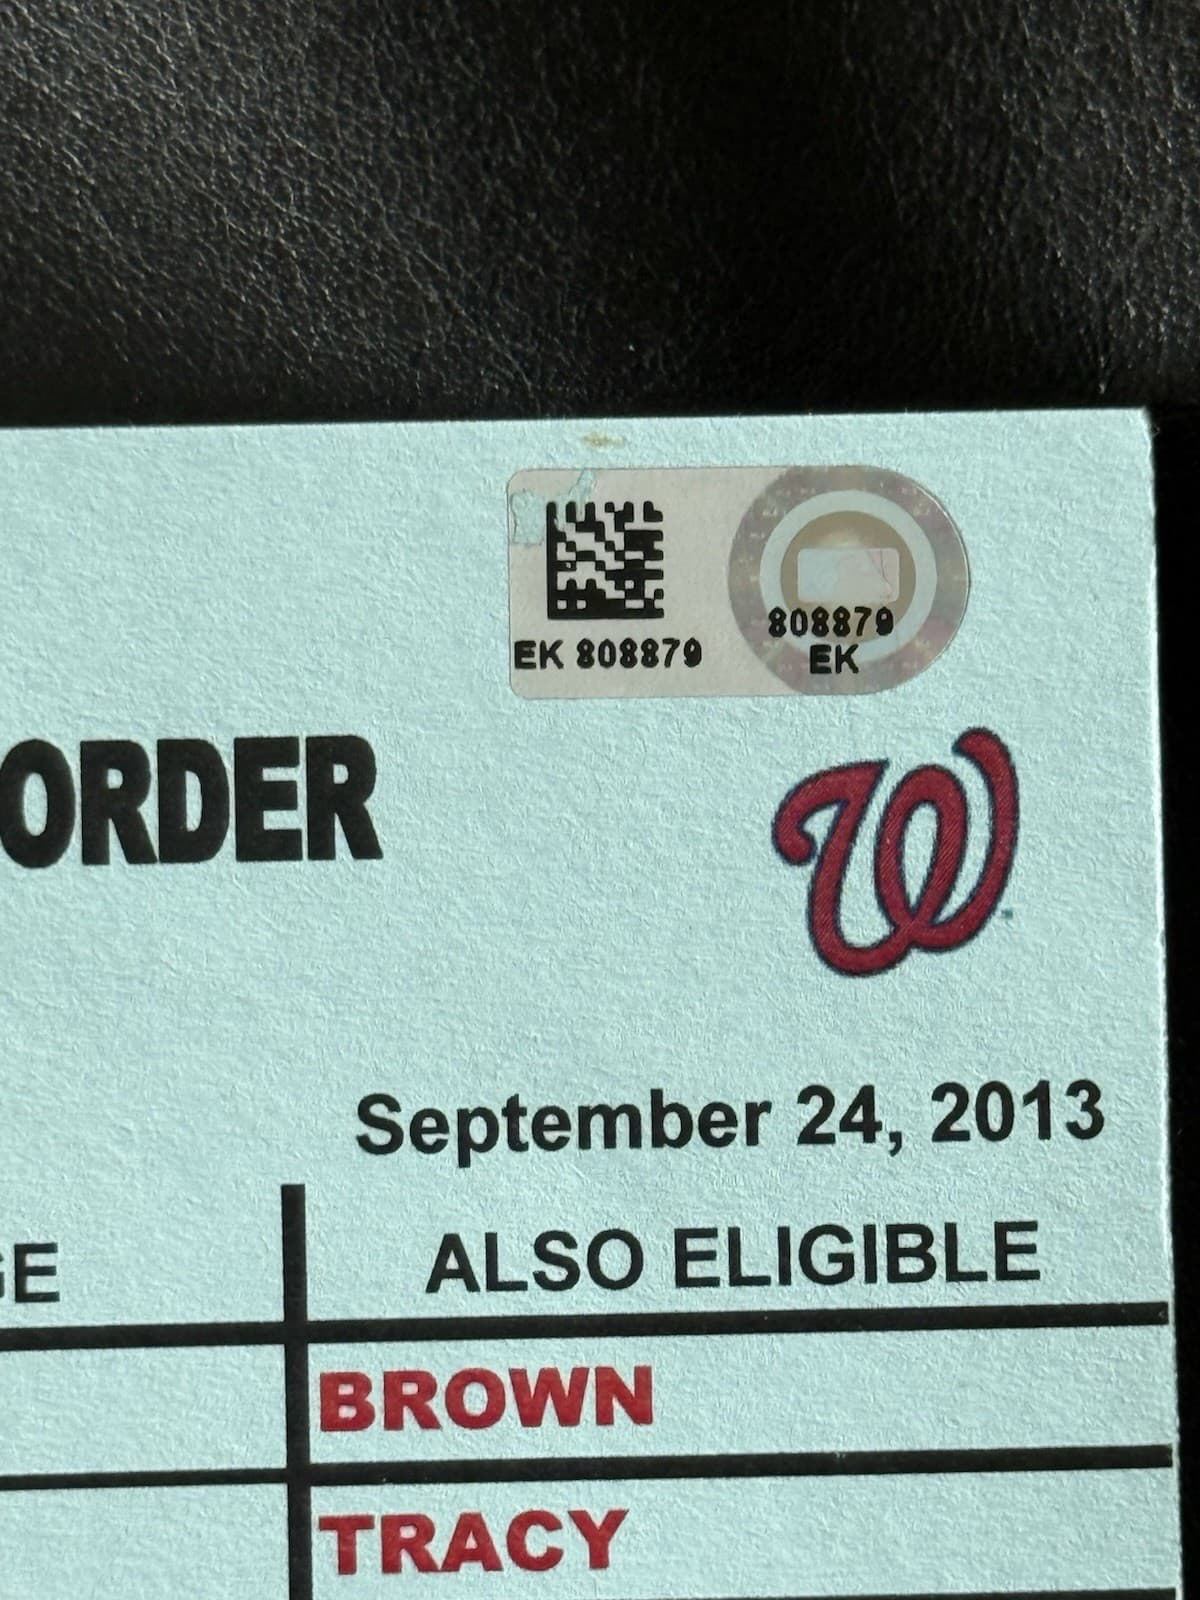 EK 808879
808879
EK
ORDER
W
September 24, 2013
GE
ALSO ELIGIBLE
BROWN
TRACY